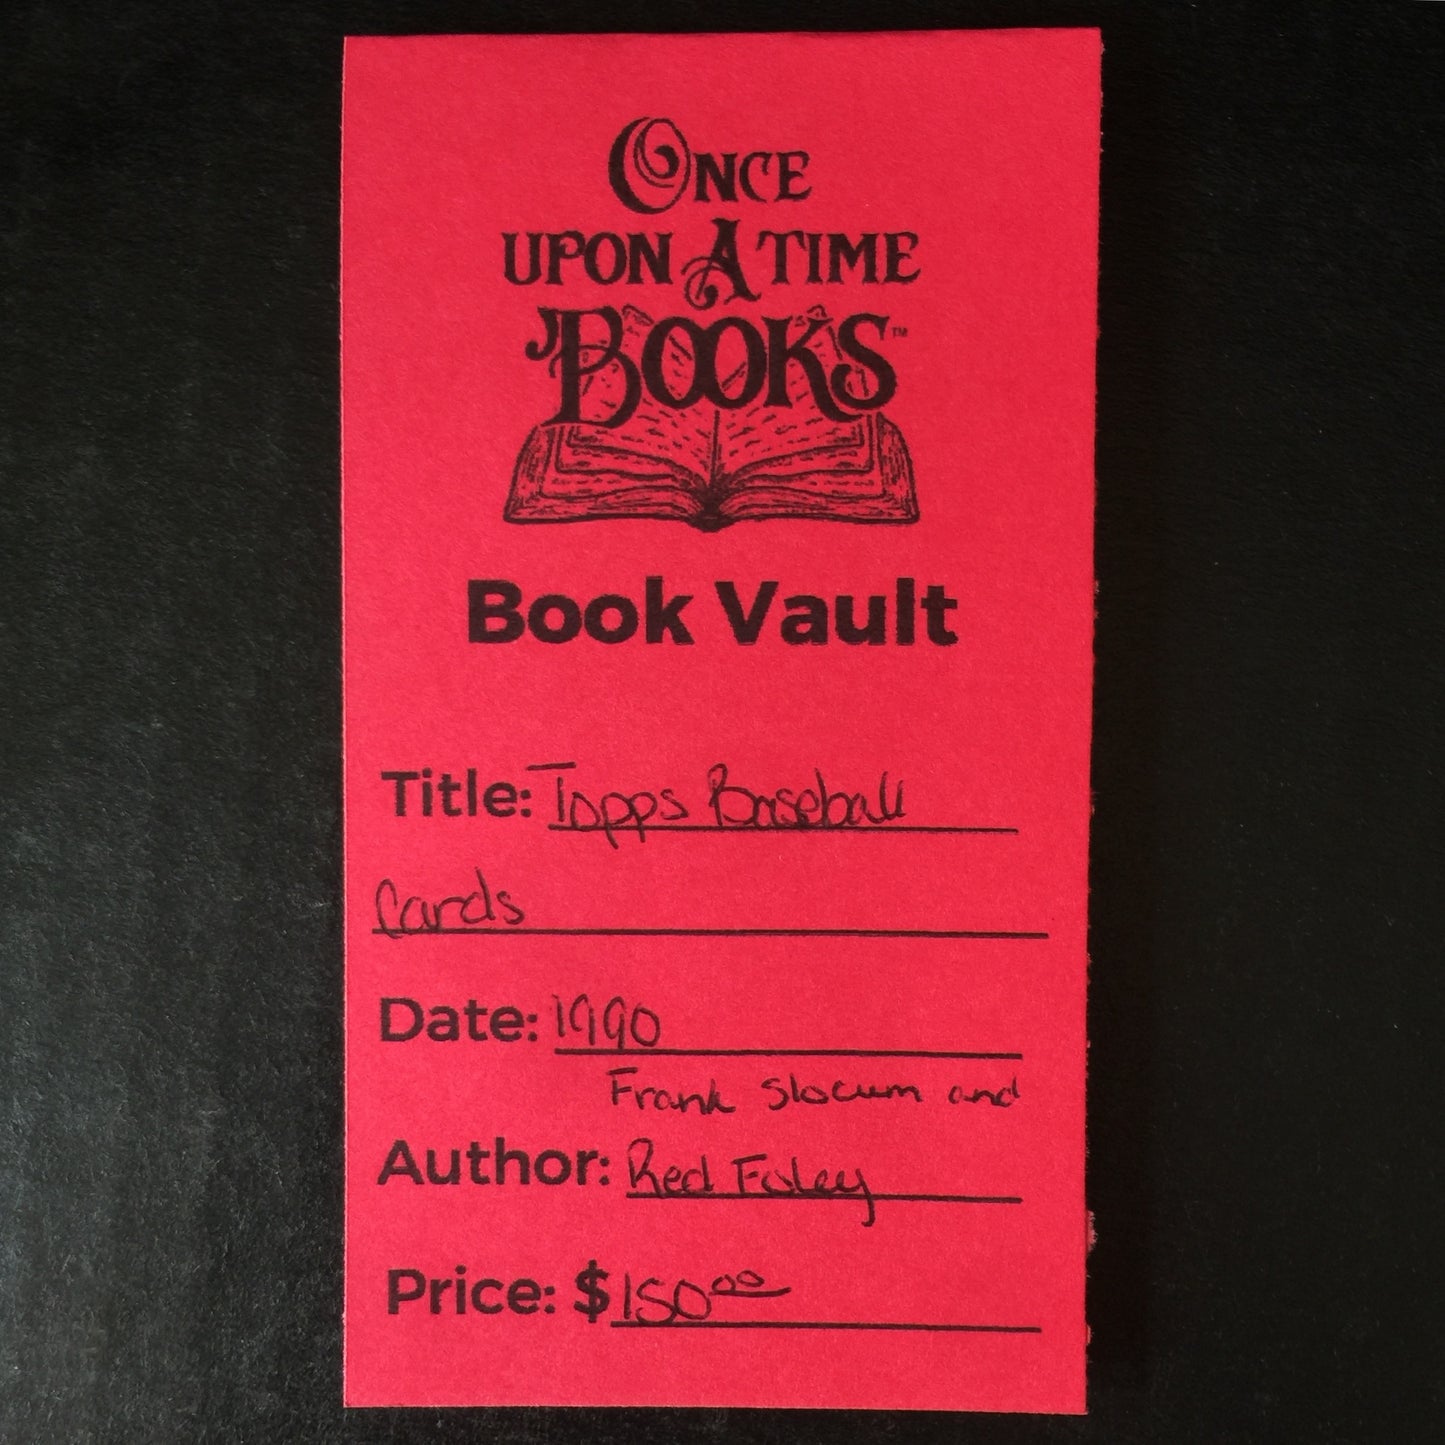 ONCE
UPON A TIME
BOOKS™
Book Vault
Title: Topps Baseball
Cards
Date: 1990
Frank Slocum and
Author: Red Foley
Price: $150.00